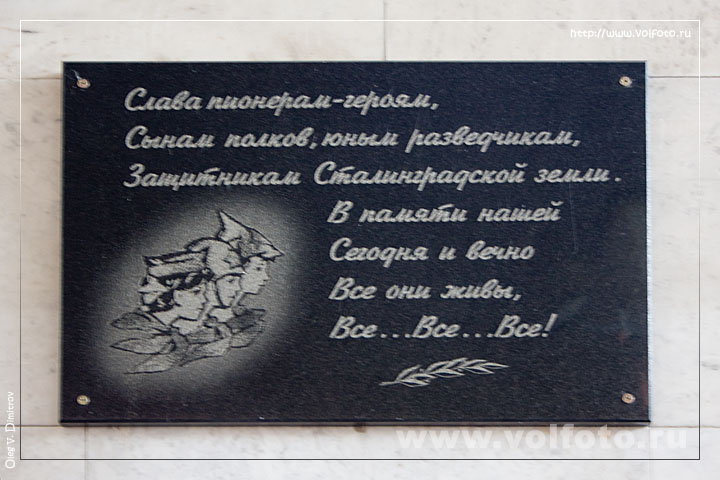 http://www.volfoto.ru
Слава пионерам-героям,
Сынам полков, юным разведчикам,
Защитникам Сталинградской земли.
В памяти нашей
Сегодня и вечно
Все они живы,
Все...Все...Все!
www.volfoto.ru
Oleg V. Dimitrov